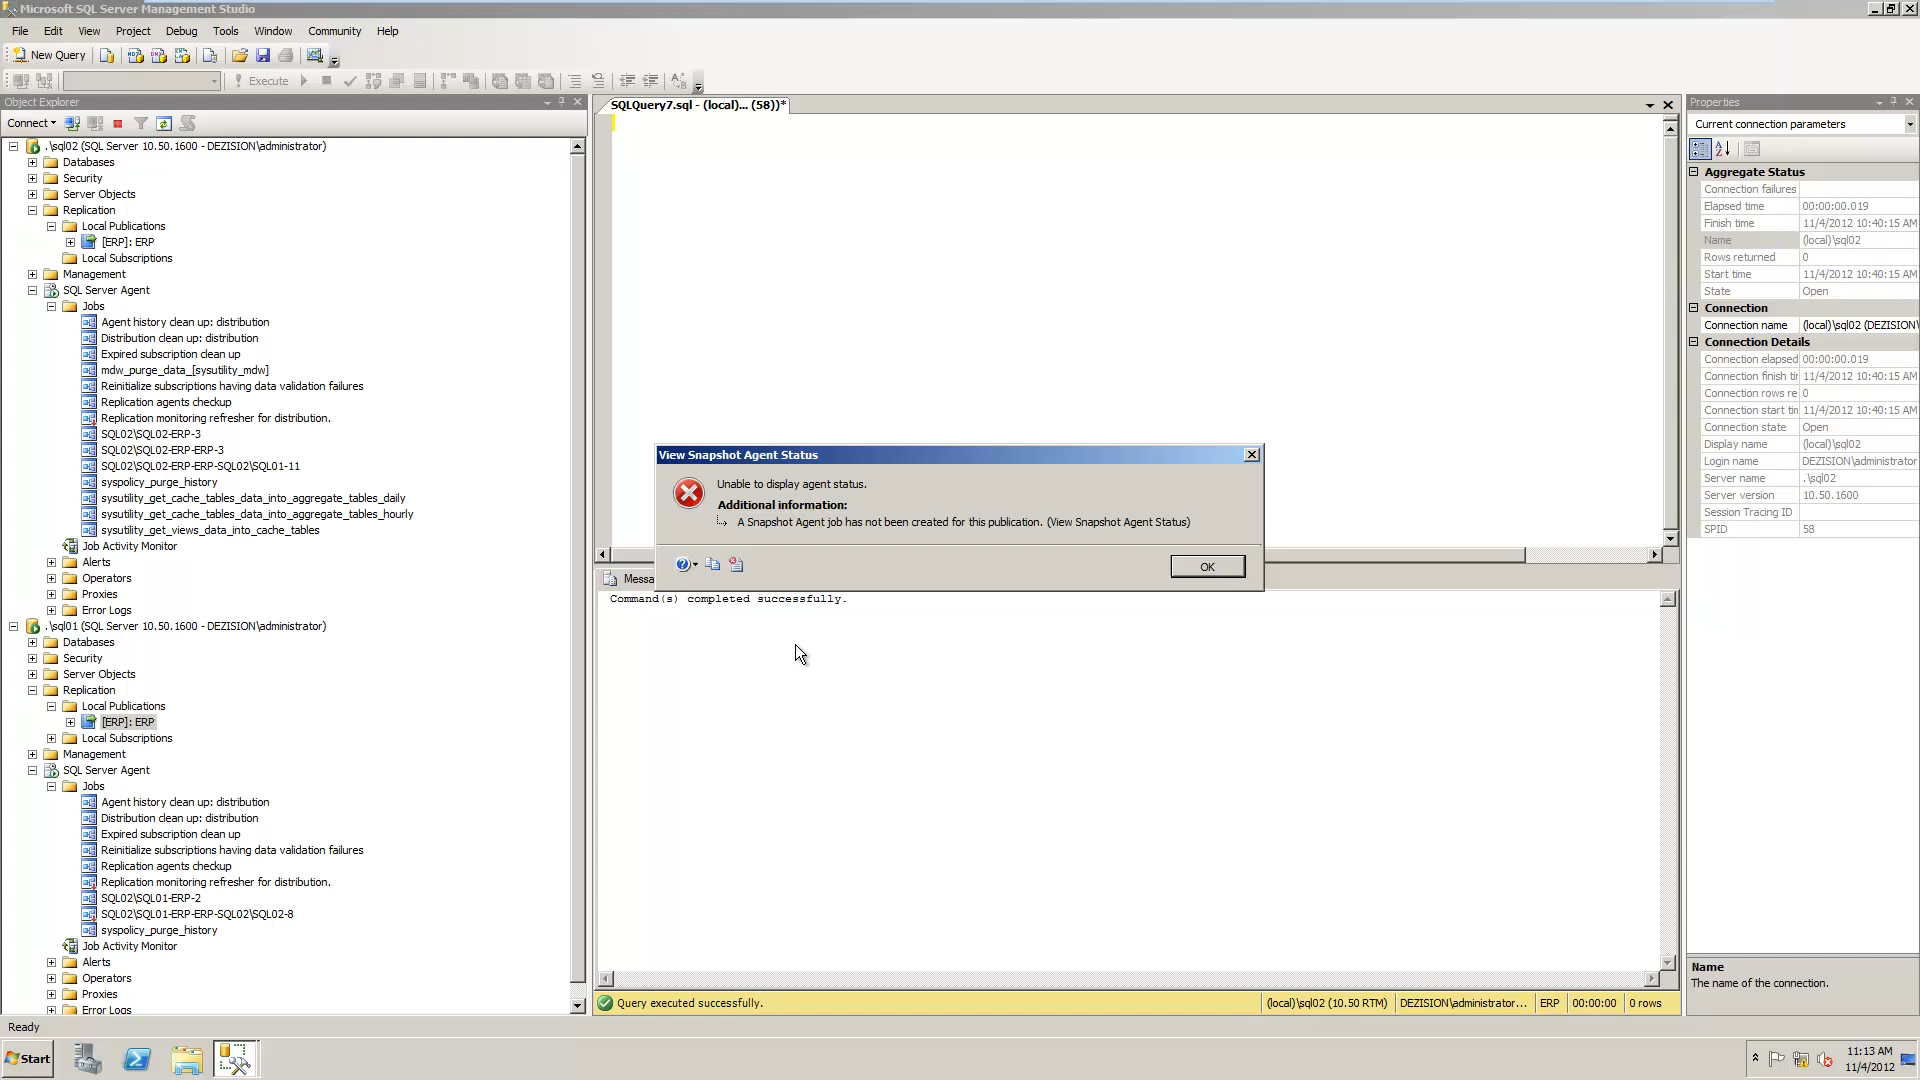 Microsoft SQL Server Management Studio
File Edit View Project Debug Tools Window Community Help
New Query
Execute
Object Explorer
Connect
.\sql02 (SQL Server 10.50.1600 - DEZISION\administrator)
Databases
Security
Server Objects
Replication
Local Publications
[ERP]: ERP
Local Subscriptions
Management
SQL Server Agent
Jobs
Agent history clean up: distribution
Distribution clean up: distribution
Expired subscription clean up
mdw_purge_data_[sysutility_mdw]
Reinitialize subscriptions having data validation failures
Replication agents checkup
Replication monitoring refresher for distribution.
SQL02\SQL02-ERP-3
SQL02\SQL02-ERP-ERP-3
SQL02\SQL02-ERP-ERP-SQL02\SQL01-11
syspolicy_purge_history
sysutility_get_cache_tables_data_into_aggregate_tables_daily
sysutility_get_cache_tables_data_into_aggregate_tables_hourly
sysutility_get_views_data_into_cache_tables
Job Activity Monitor
Alerts
Operators
Proxies
Error Logs
.\sql01 (SQL Server 10.50.1600 - DEZISION\administrator)
Databases
Security
Server Objects
Replication
Local Publications
[ERP]: ERP
Local Subscriptions
Management
SQL Server Agent
Jobs
Agent history clean up: distribution
Distribution clean up: distribution
Expired subscription clean up
Reinitialize subscriptions having data validation failures
Replication agents checkup
Replication monitoring refresher for distribution.
SQL02\SQL01-ERP-2
SQL02\SQL01-ERP-ERP-SQL02\SQL02-8
syspolicy_purge_history
Job Activity Monitor
Alerts
Operators
Proxies
Error Logs
SQLQuery7.sql - (local)... (58))*
View Snapshot Agent Status
Unable to display agent status.
Additional information:
A Snapshot Agent job has not been created for this publication. (View Snapshot Agent Status)
OK
Messa
Command(s) completed successfully.
Query executed successfully. (local)\sql02 (10.50 RTM) DEZISION\administrator... ERP 00:00:00 0 rows
Properties
Current connection parameters
Aggregate Status
Connection failures
Elapsed time 00:00:00.019
Finish time 11/4/2012 10:40:15 AM
Name (local)\sql02
Rows returned 0
Start time 11/4/2012 10:40:15 AM
State Open
Connection
Connection name (local)\sql02 (DEZISION\
Connection Details
Connection elapsed 00:00:00.019
Connection finish tir 11/4/2012 10:40:15 AM
Connection rows re 0
Connection start tin 11/4/2012 10:40:15 AM
Connection state Open
Display name (local)\sql02
Login name DEZISION\administrator
Server name .\sql02
Server version 10.50.1600
Session Tracing ID
SPID 58
Name
The name of the connection.
Ready
Start
11:13 AM
11/4/2012